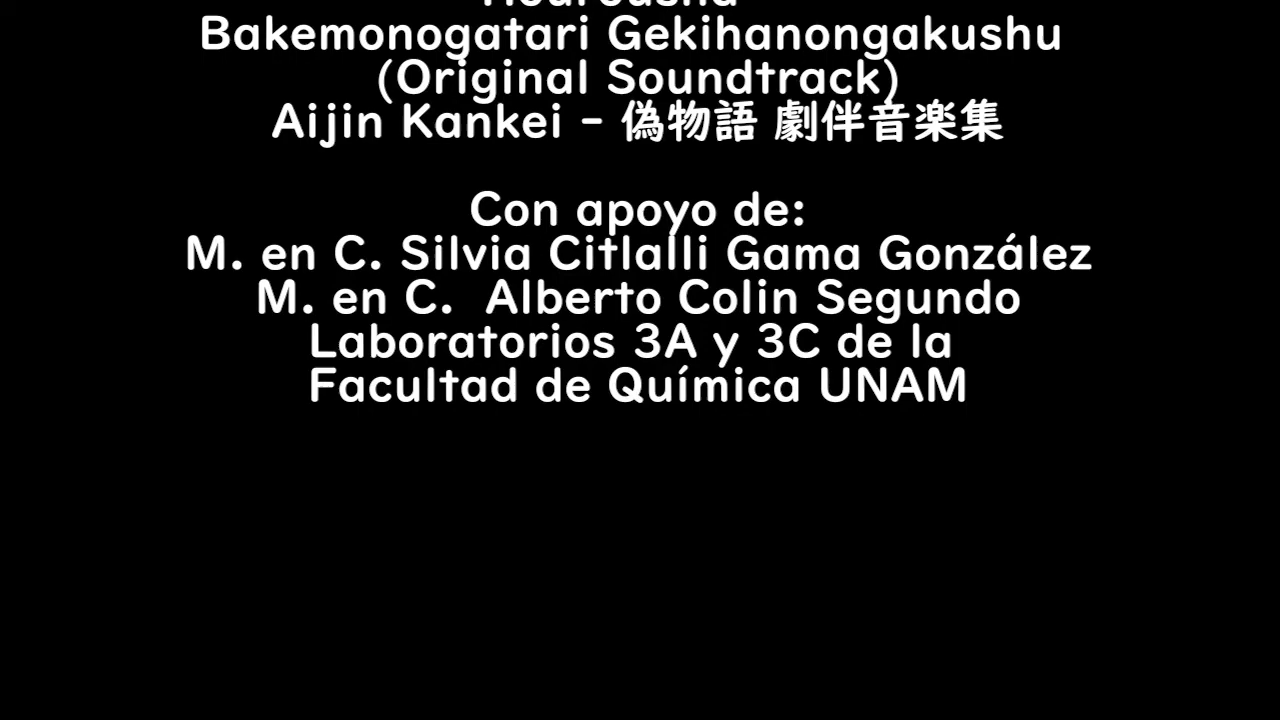 Bakemonogatari Gekihanongakushu
(Original Soundtrack)
Aijin Kankei - 偽物語 劇伴音楽集
Con apoyo de:
M. en C. Silvia Citlalli Gama González
M. en C.  Alberto Colin Segundo
Laboratorios 3A y 3C de la
Facultad de Química UNAM